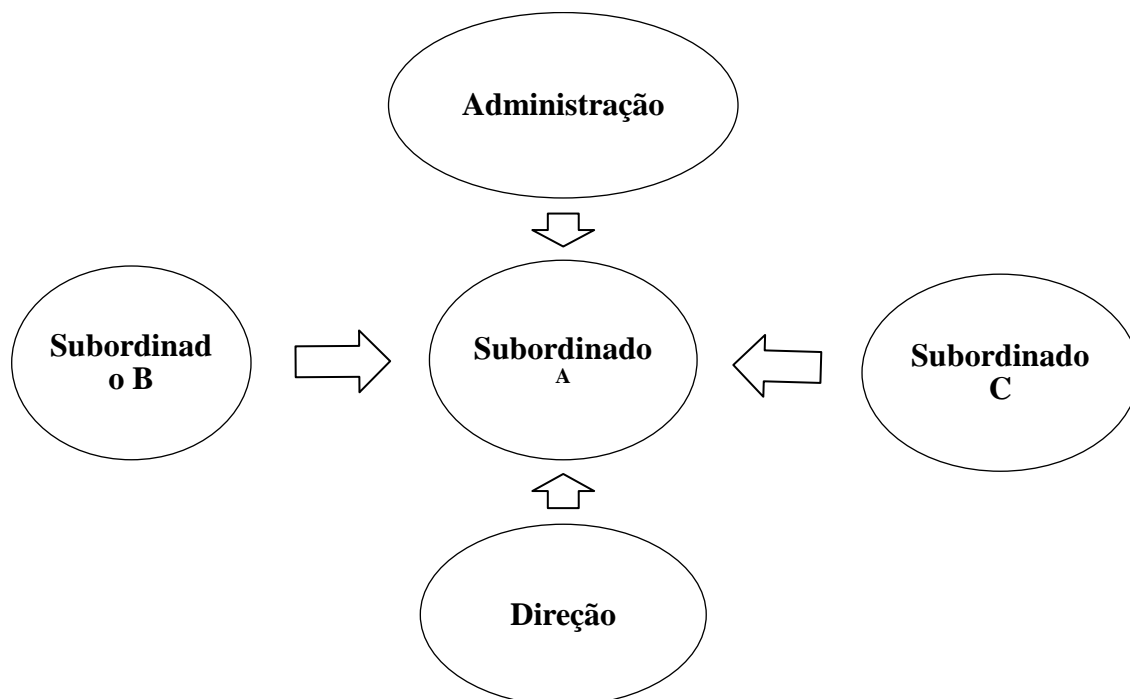 Administração
Subordinad
o B
Subordinado
A
Subordinado
C
Direção